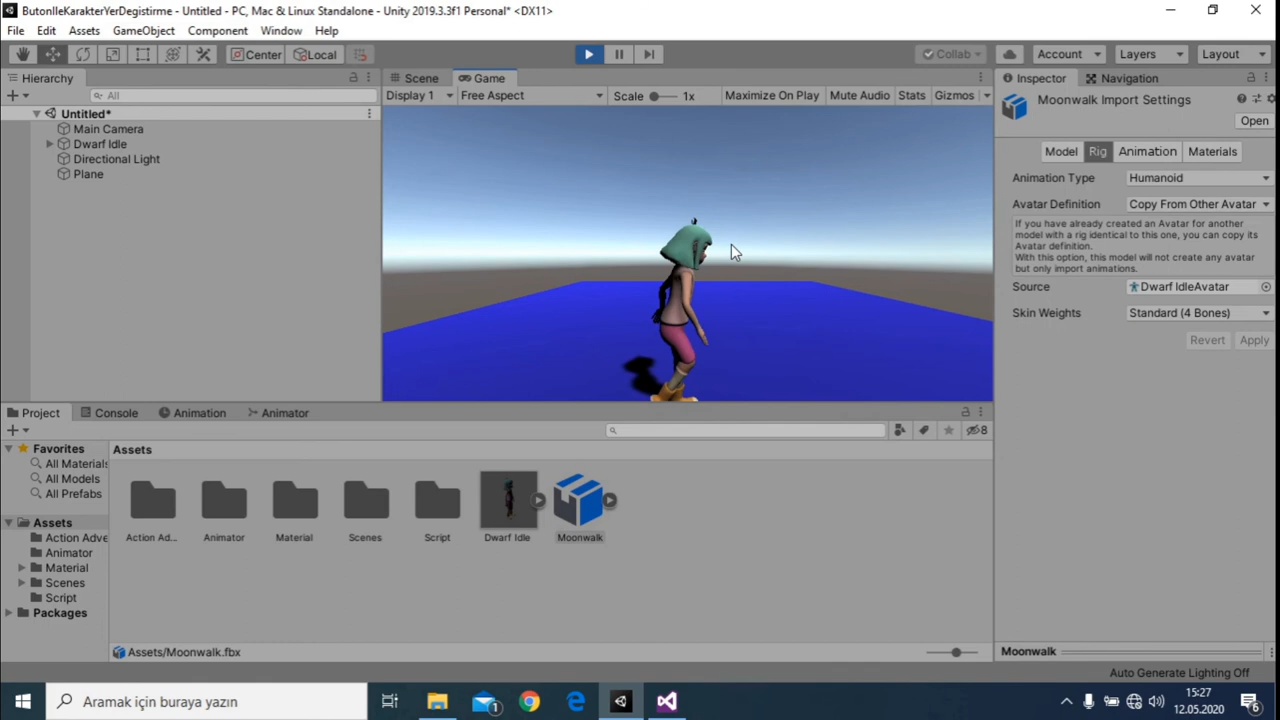 ButonIleKarakterYerDegistirme - Untitled - PC, Mac & Linux Standalone - Unity 2019.3.3f1 Personal* <DX11>
File Edit Assets GameObject Component Window Help
Center Local Collab Account Layers Layout
Hierarchy Scene Game Inspector Navigation
All Display 1 Free Aspect Scale 1x Maximize On Play Mute Audio Stats Gizmos
Moonwalk Import Settings
Open
Untitled*
Main Camera
Dwarf Idle
Directional Light
Plane
Model Rig Animation Materials
Animation Type Humanoid
Avatar Definition Copy From Other Avatar
If you have already created an Avatar for another
model with a rig identical to this one, you can copy its
Avatar definition.
With this option, this model will not create any avatar
but only import animations.
Source Dwarf IdleAvatar
Skin Weights Standard (4 Bones)
Revert Apply
Project Console Animation Animator
8
Favorites
All Materials
All Models
All Prefabs
Assets
Action Adve
Animator
Material
Scenes
Script
Packages
Assets
Action Ad... Animator Material Scenes Script Dwarf Idle Moonwalk
Assets/Moonwalk.fbx
Moonwalk
Auto Generate Lighting Off
Aramak için buraya yazın
1
15:27
12.05.2020
6